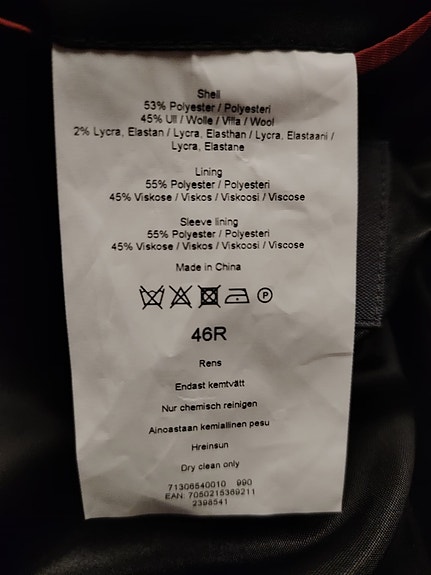 Shell
53% Polyester / Polyesteri
45% Ull / Wolle / Villa / Wool
2% Lycra, Elastan / Lycra, Elasthan / Lycra, Elastaani /
Lycra, Elastane
Lining
55% Polyester / Polyesteri
45% Viskose / Viskos / Viskoosi / Viscose
Sleeve lining
55% Polyester / Polyesteri
45% Viskose / Viskos / Viskoosi / Viscose
Made in China
P
46R
Rens
Endast kemtvätt
Nur chemisch reinigen
Ainoastaan kemiallinen pesu
Hreinsun
Dry clean only
71306540010 990
EAN: 7050215369211
2398541